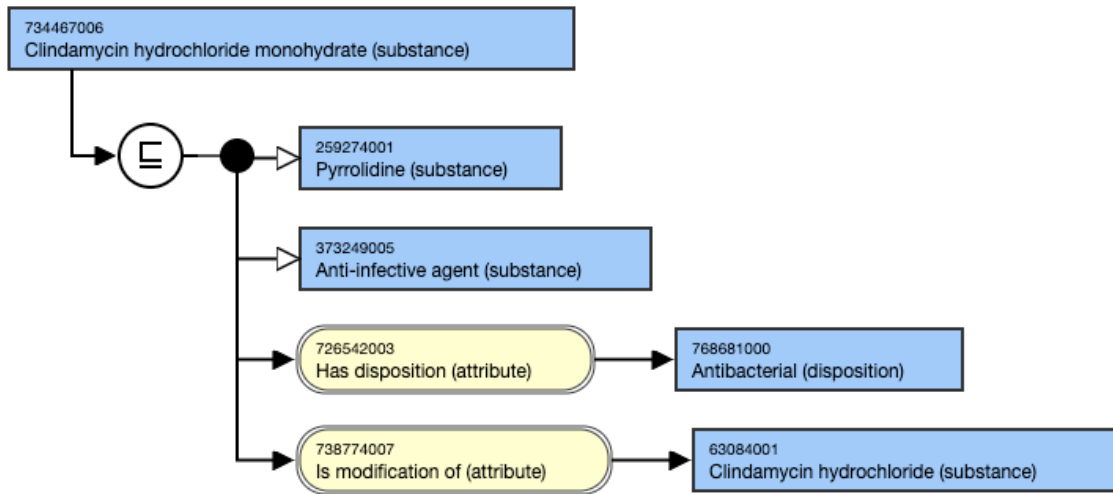 734467006
Clindamycin hydrochloride monohydrate (substance)
⊑
259274001
Pyrrolidine (substance)
373249005
Anti-infective agent (substance)
726542003
Has disposition (attribute)
768681000
Antibacterial (disposition)
738774007
Is modification of (attribute)
63084001
Clindamycin hydrochloride (substance)